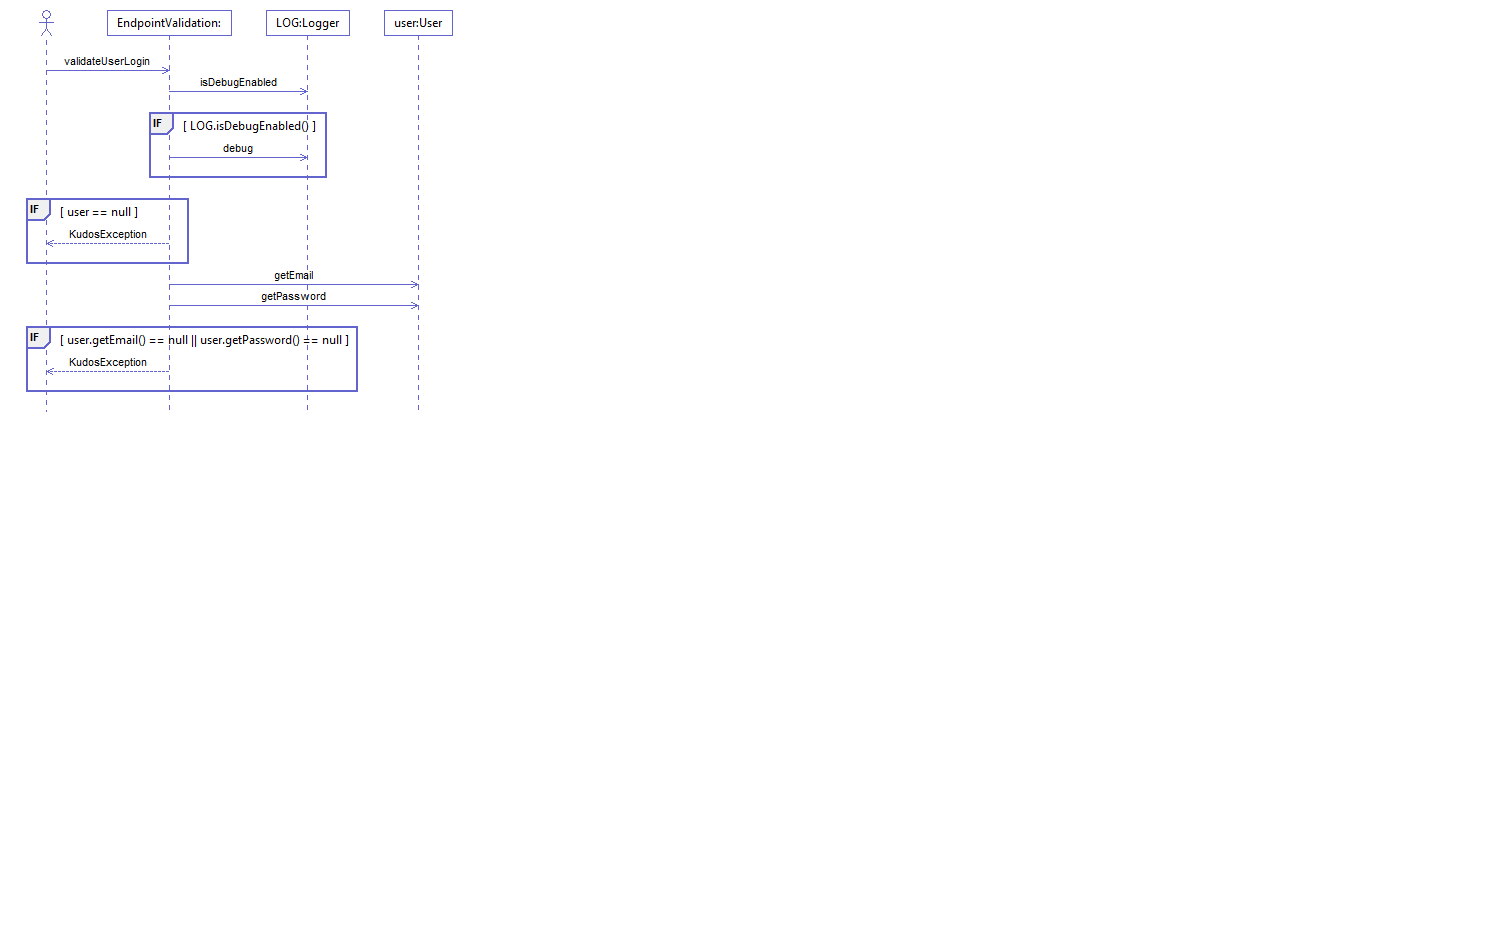 EndpointValidation:
LOG:Logger
user:User
validateUserLogin
isDebugEnabled
IF
[ LOG.isDebugEnabled() ]
debug
IF
[ user == null ]
KudosException
getEmail
getPassword
IF
[ user.getEmail() == null || user.getPassword() == null ]
KudosException